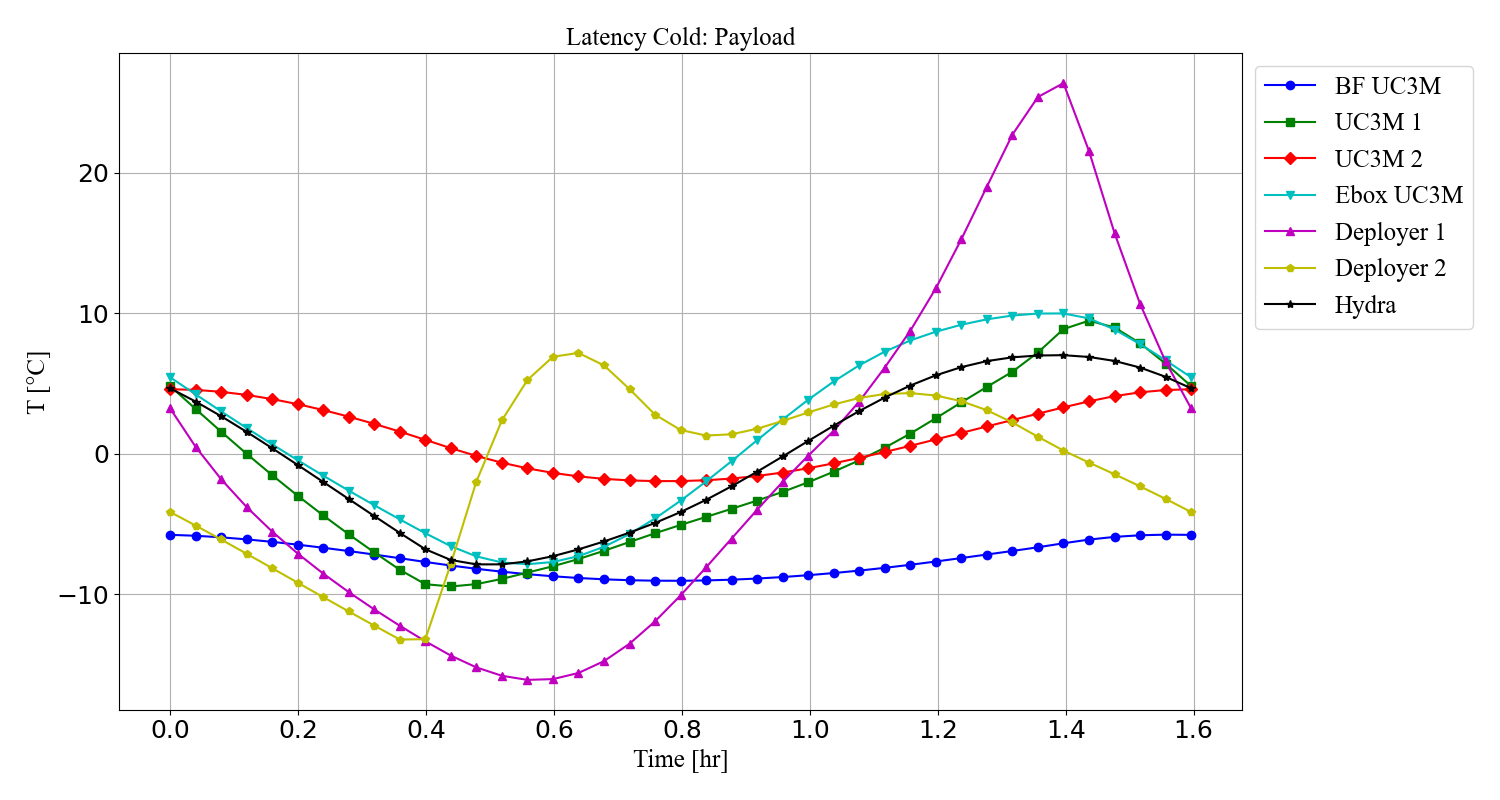 Latency Cold: Payload
T [°C]
20
10
0
−10
0.0 0.2 0.4 0.6 0.8 1.0 1.2 1.4 1.6
Time [hr]
BF UC3M
UC3M 1
UC3M 2
Ebox UC3M
Deployer 1
Deployer 2
Hydra